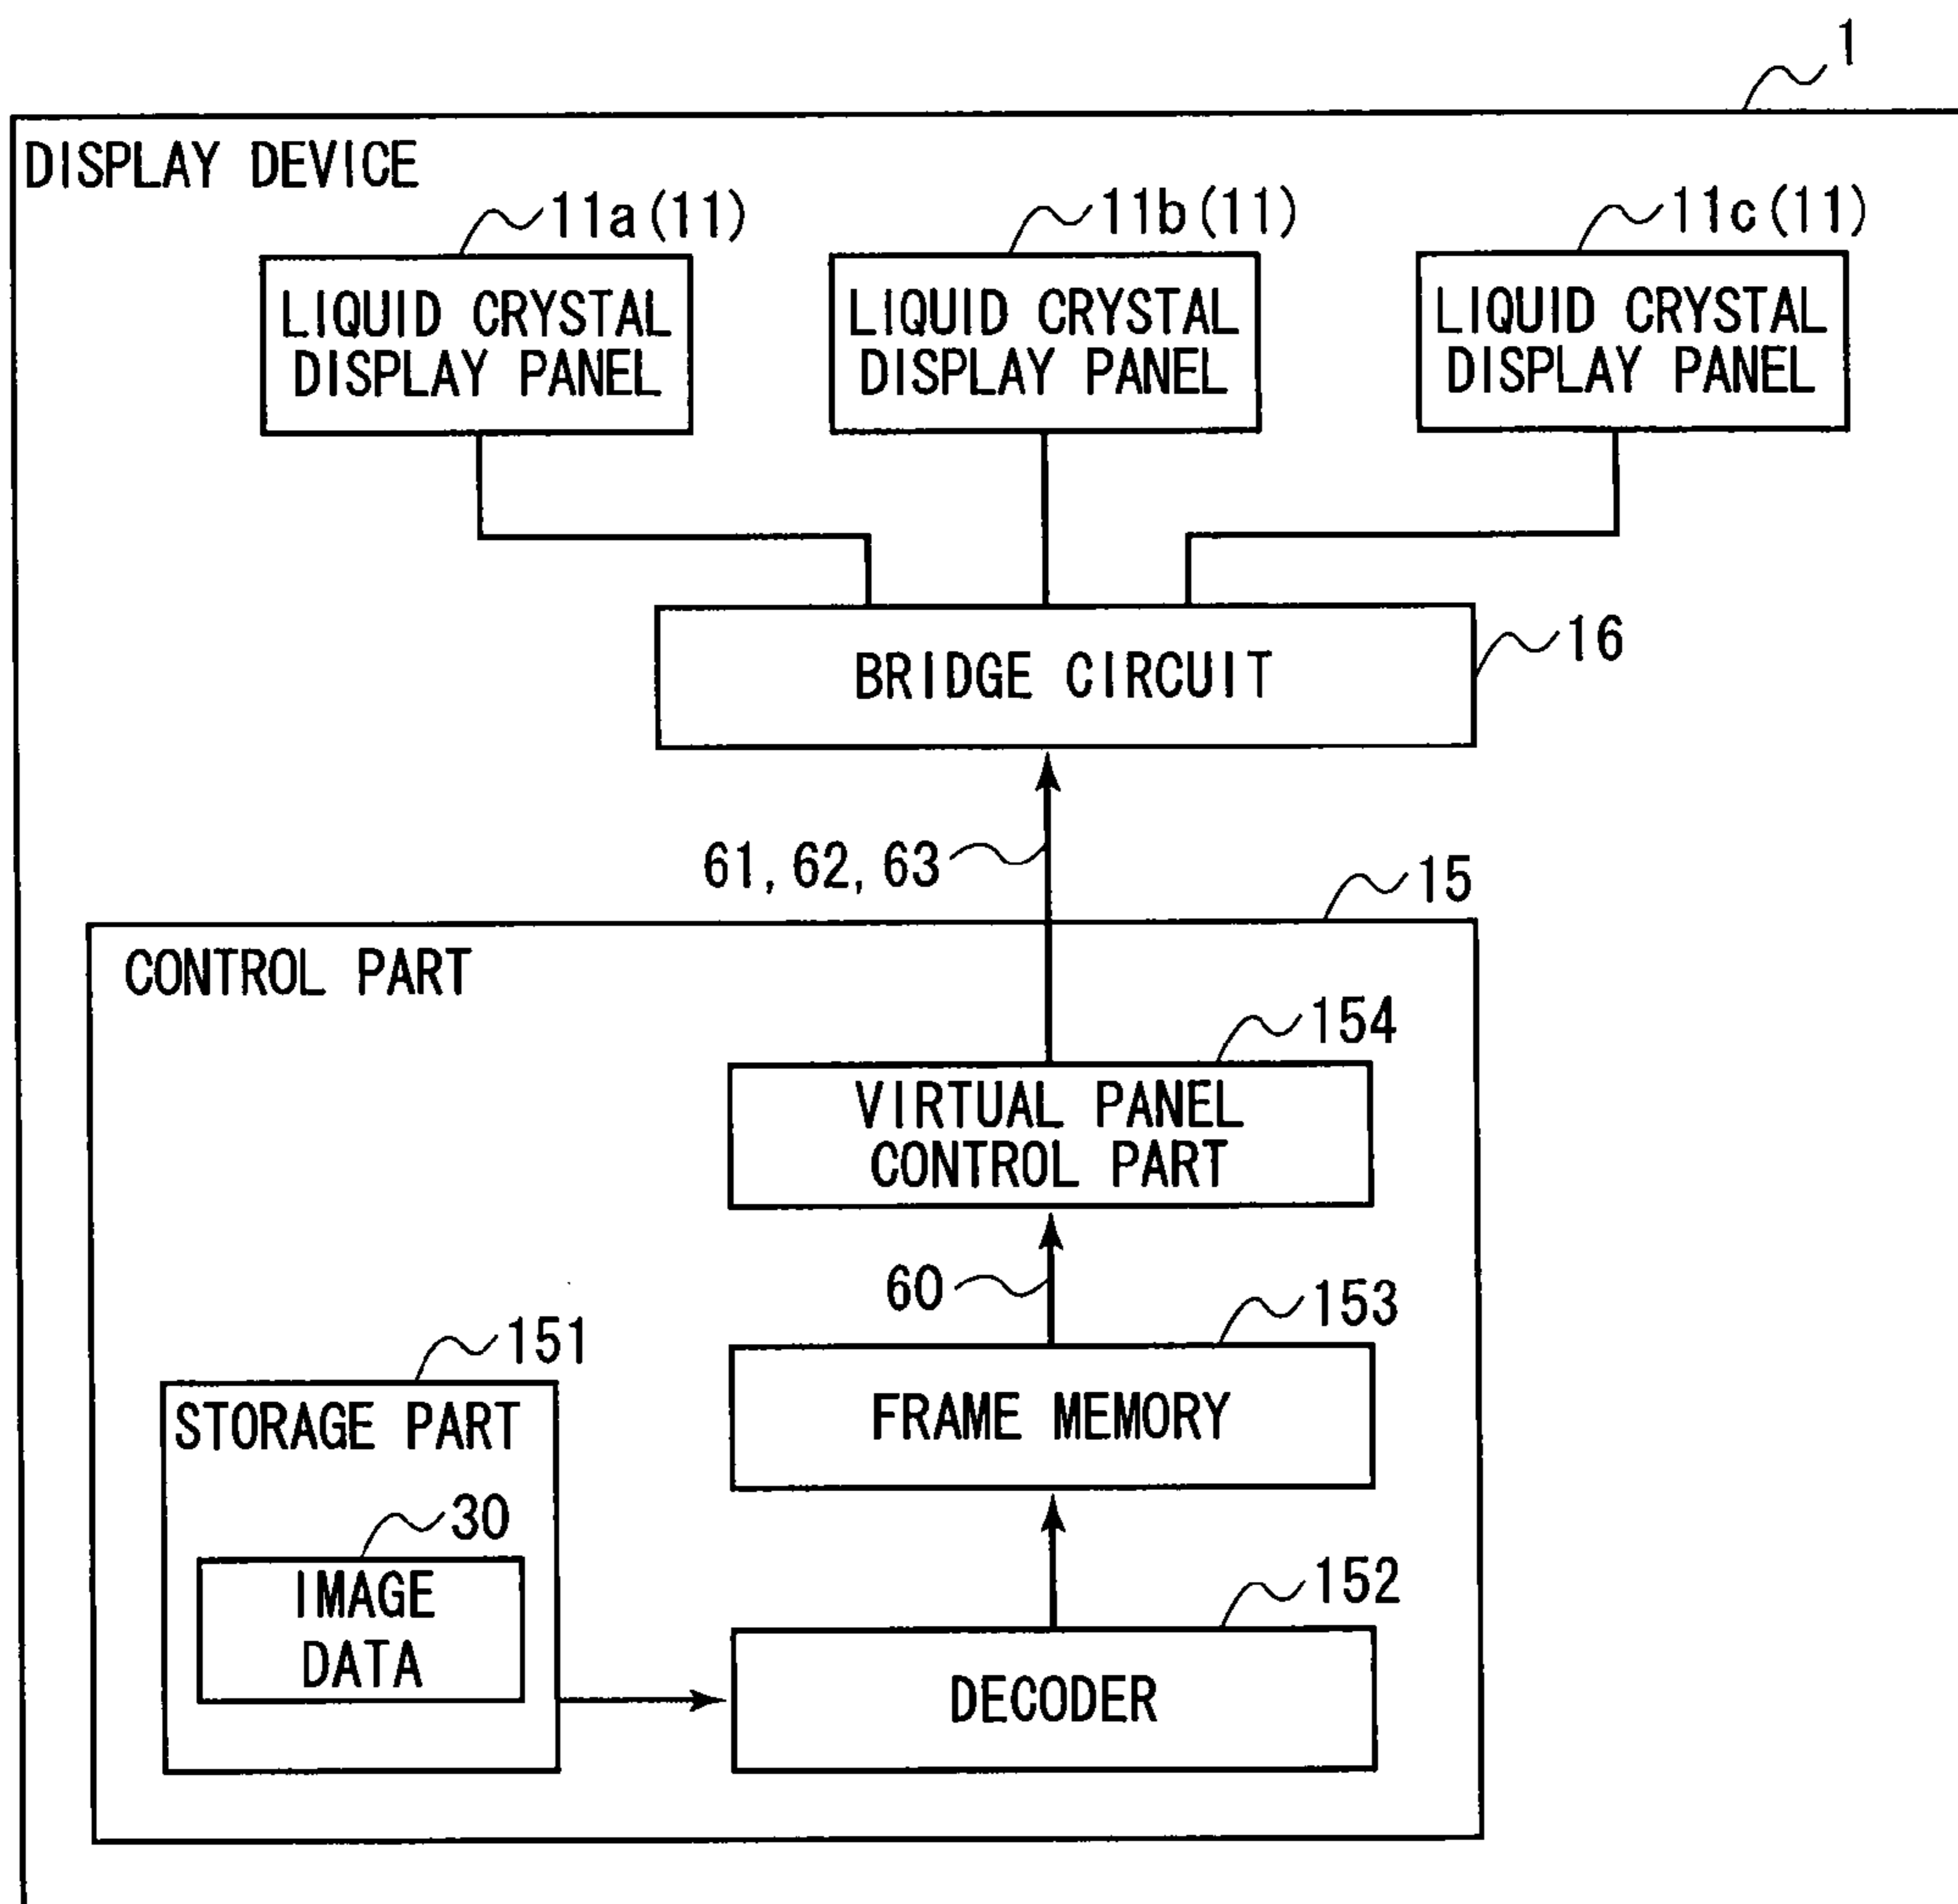 1
DISPLAY DEVICE
11a(11)
11b(11)
11c(11)
LIQUID CRYSTAL
DISPLAY PANEL
LIQUID CRYSTAL
DISPLAY PANEL
LIQUID CRYSTAL
DISPLAY PANEL
BRIDGE CIRCUIT
16
61, 62, 63
15
CONTROL PART
154
VIRTUAL PANEL
CONTROL PART
60
153
FRAME MEMORY
151
STORAGE PART
30
IMAGE
DATA
152
DECODER